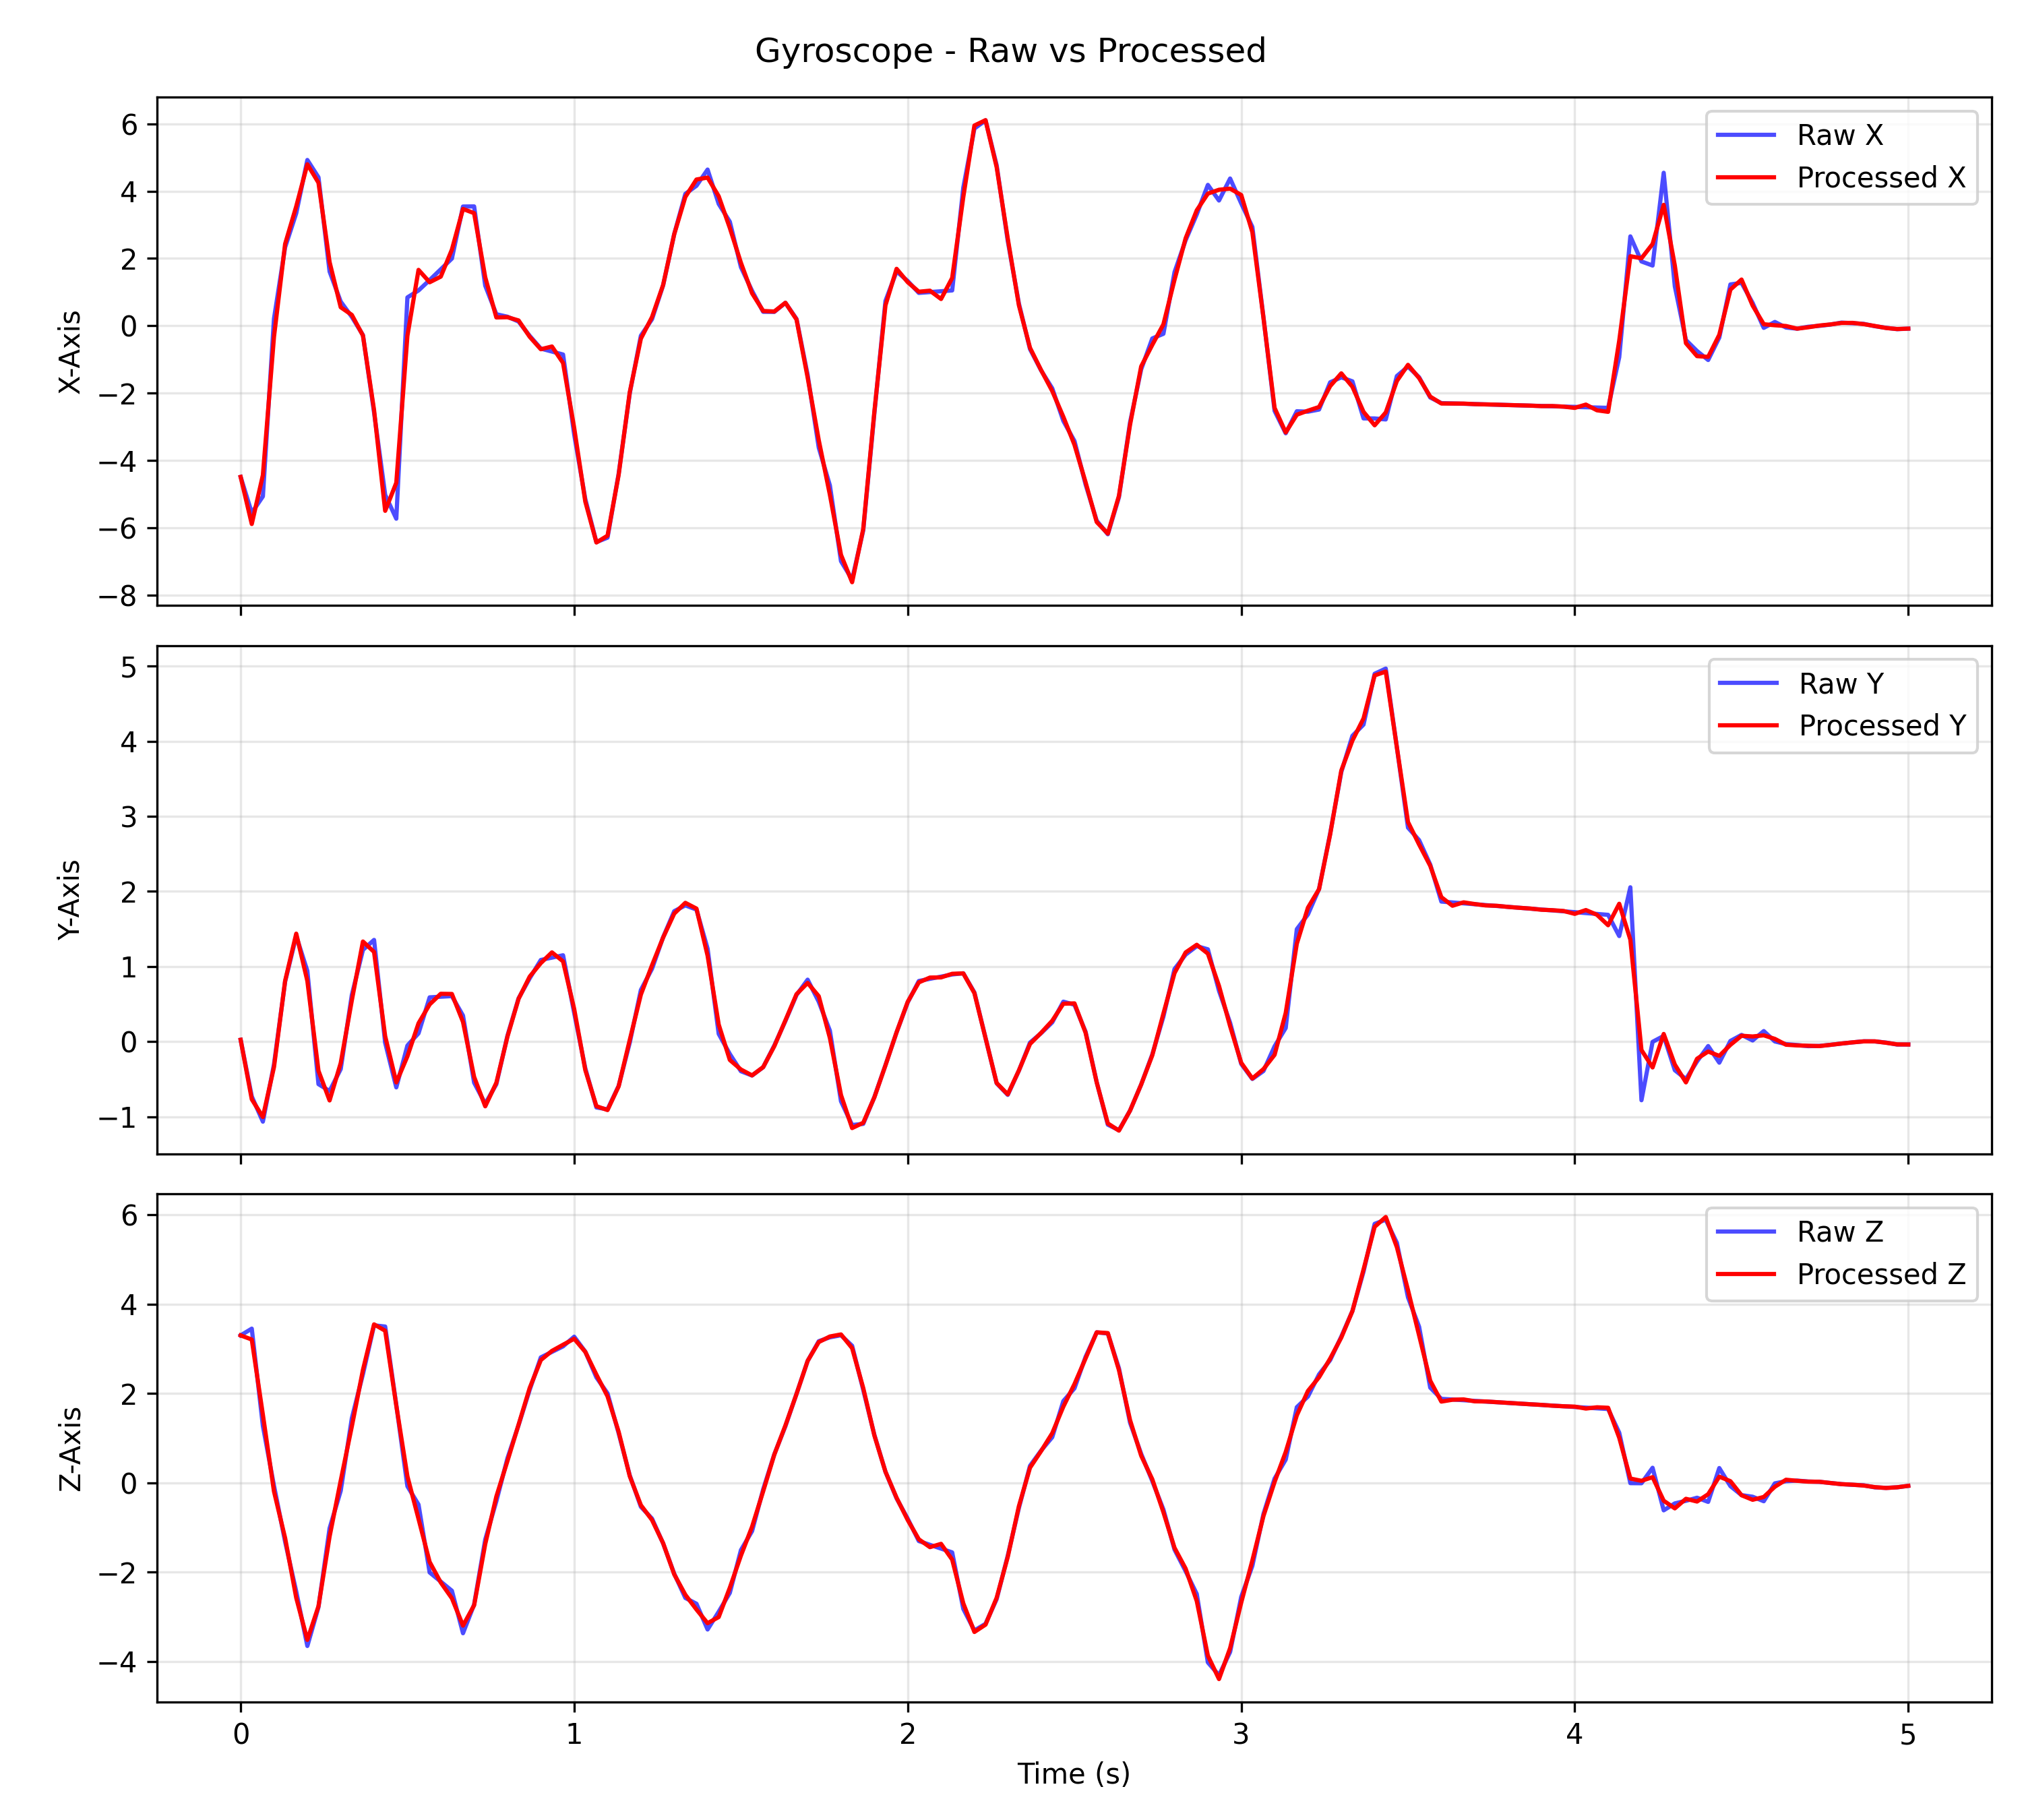 Gyroscope - Raw vs Processed
X-Axis
6
4
2
0
−2
−4
−6
−8
Raw X
Processed X
Y-Axis
5
4
3
2
1
0
−1
Raw Y
Processed Y
Z-Axis
6
4
2
0
−2
−4
Raw Z
Processed Z
0 1 2 3 4 5
Time (s)